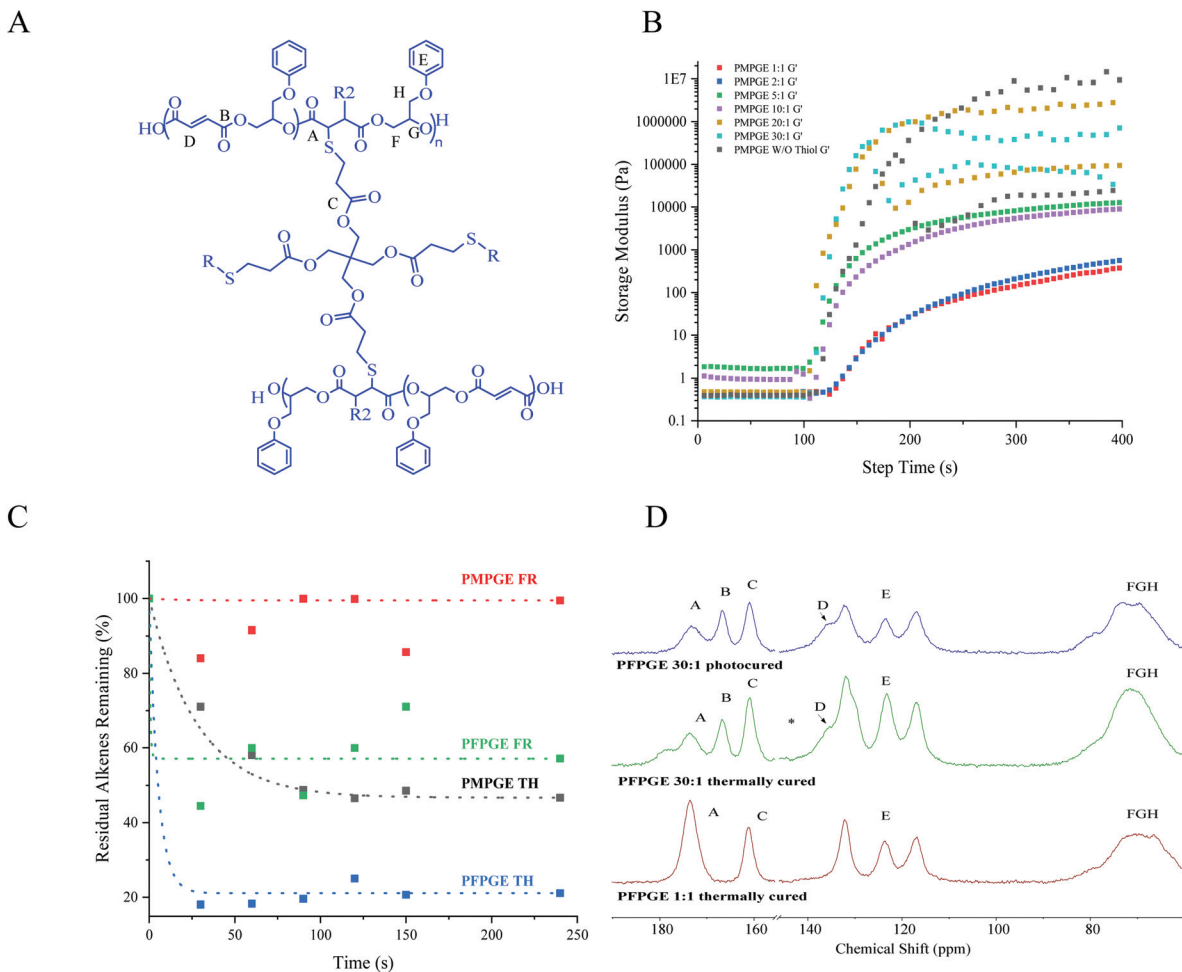 A
E
E
R2
H
O
O
O
O
O
O
B
HO
O
O
O
O
OH
n
D
A
F
G
S
C
O
O
O
O
R
S
O
O
S
R
O
O
S
H
O
O
O
O
O
OH
R2
O
O
O
O
B
PMPGE 1:1 G'
PMPGE 2:1 G'
PMPGE 5:1 G'
PMPGE 10:1 G'
PMPGE 20:1 G'
PMPGE 30:1 G'
PMPGE W/O Thiol G'
1E7
1000000
100000
10000
1000
100
10
1
0.1
Storage Modulus (Pa)
0
100
200
300
400
Step Time (s)
C
PMPGE FR
PFPGE FR
PMPGE TH
PFPGE TH
100
80
60
40
20
Residual Alkenes Remaining (%)
0
50
100
150
200
250
Time (s)
D
A
B
C
D
E
FGH
PFPGE 30:1 photocured
A
B
C
*
D
E
FGH
PFPGE 30:1 thermally cured
A
C
E
FGH
PFPGE 1:1 thermally cured
180
160
140
120
100
80
Chemical Shift (ppm)